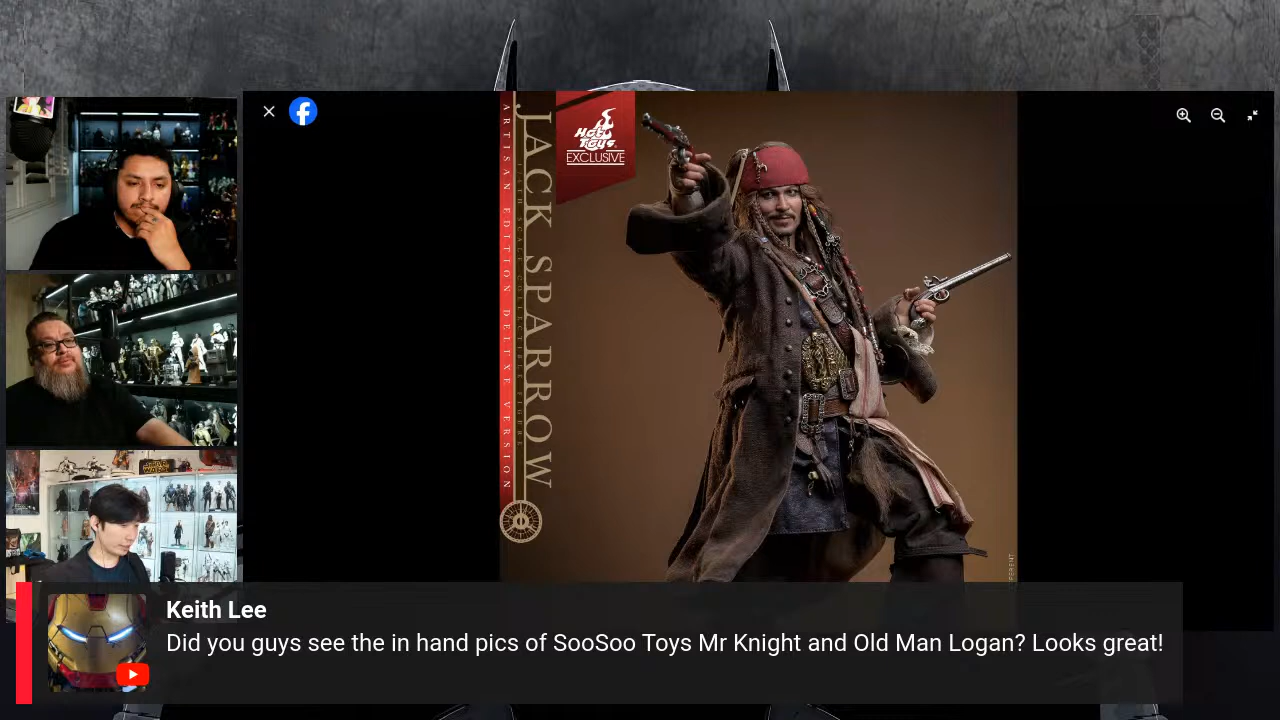 JACK SPARROW
ARTISAN EDITION DELUXE VERSION
Hot Toys
EXCLUSIVE
Keith Lee
Did you guys see the in hand pics of SooSoo Toys Mr Knight and Old Man Logan? Looks great!